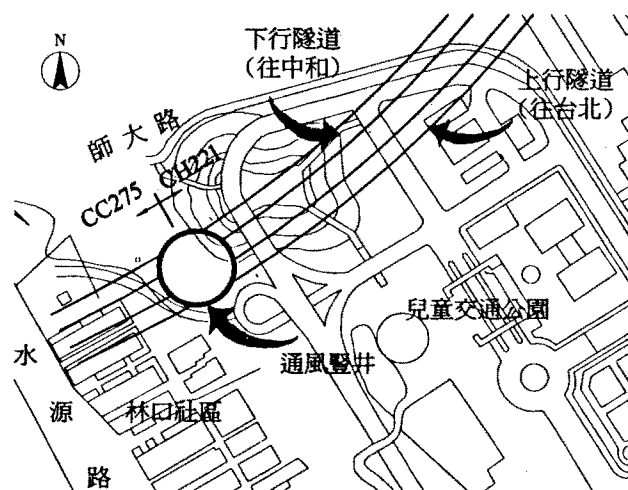 N
下行隧道
(往中和)
上行隧道
(往台北)
師大路
CH221
CC275
兒童交通公園
通風豎井
林口社區
水源路